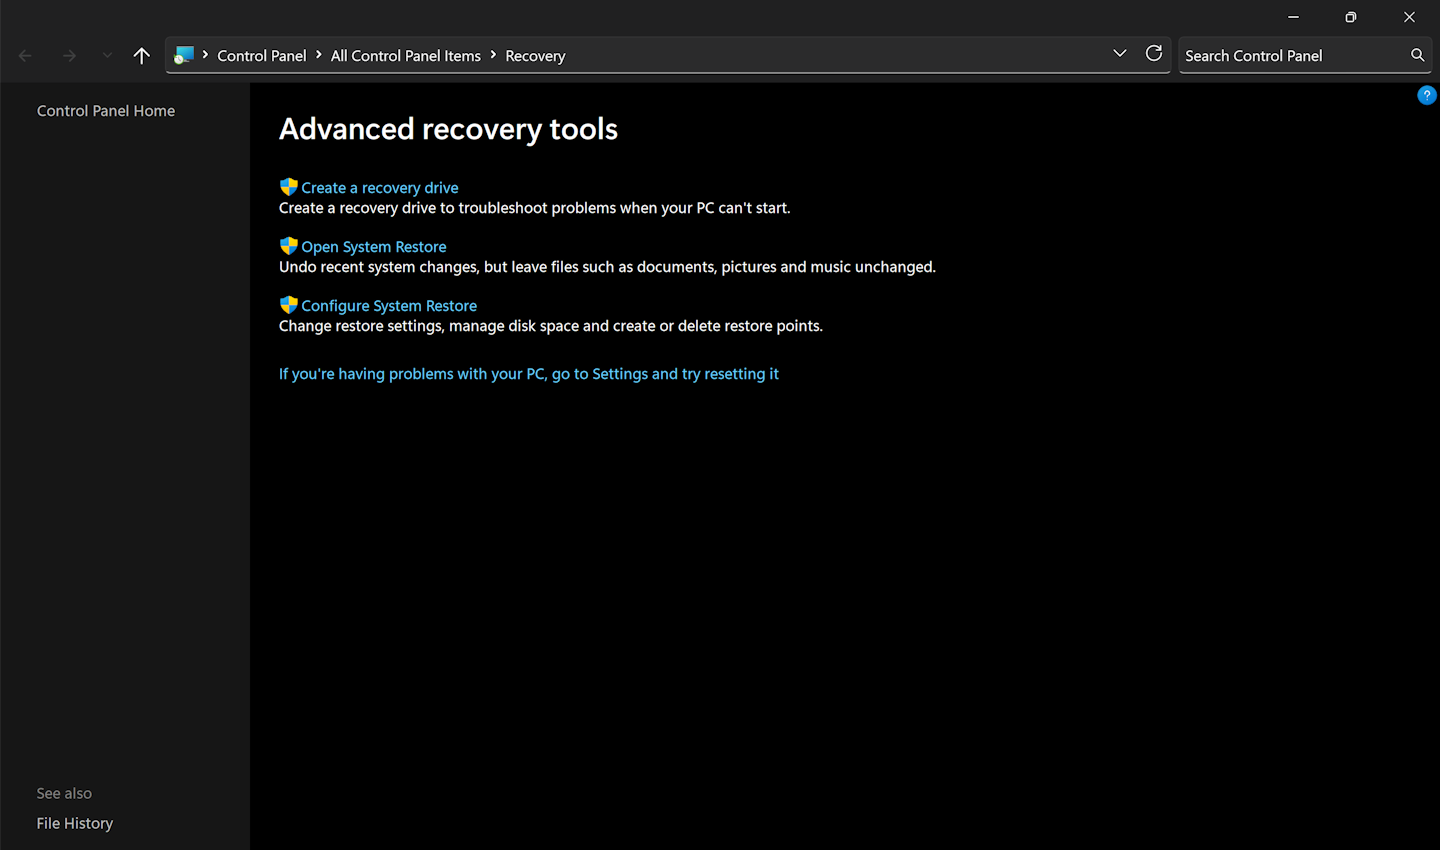 Control Panel > All Control Panel Items > Recovery
Search Control Panel
Control Panel Home
?
Advanced recovery tools
Create a recovery drive
Create a recovery drive to troubleshoot problems when your PC can't start.
Open System Restore
Undo recent system changes, but leave files such as documents, pictures and music unchanged.
Configure System Restore
Change restore settings, manage disk space and create or delete restore points.
If you're having problems with your PC, go to Settings and try resetting it
See also
File History